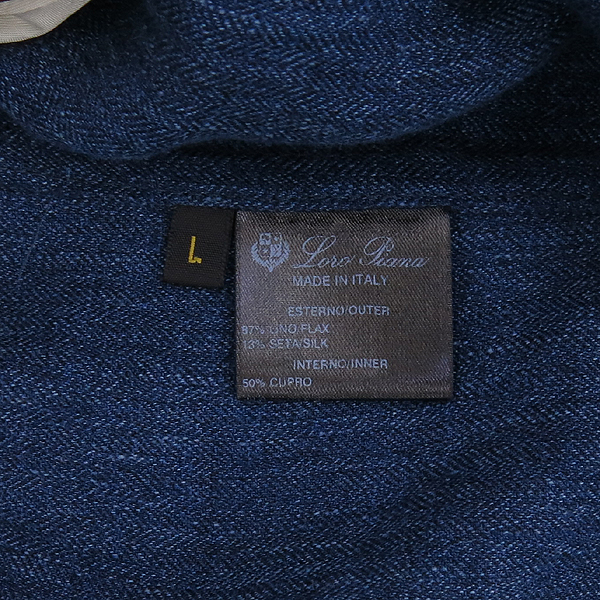 L
Loro Piana
MADE IN ITALY
ESTERNO/OUTER
87% LINO/FLAX
13% SETA/SILK
INTERNO/INNER
50% CUPRO